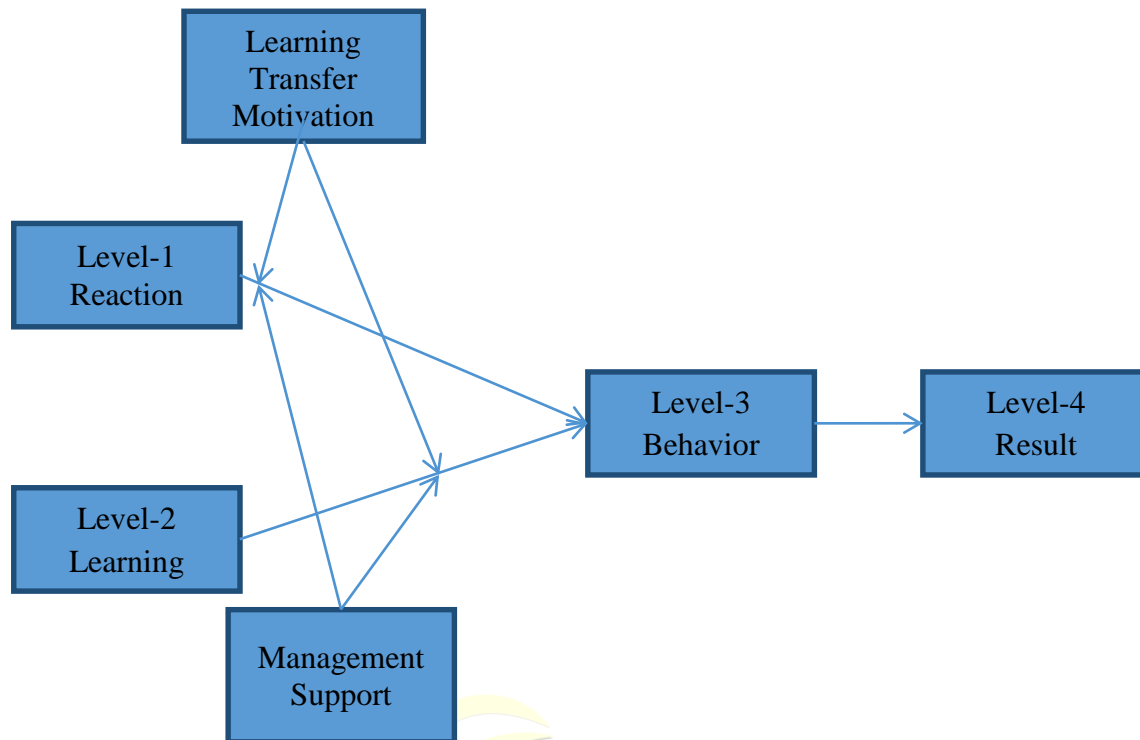 Learning
Transfer
Motivation
Level-1
Reaction
Level-3
Behavior
Level-4
Result
Level-2
Learning
Management
Support